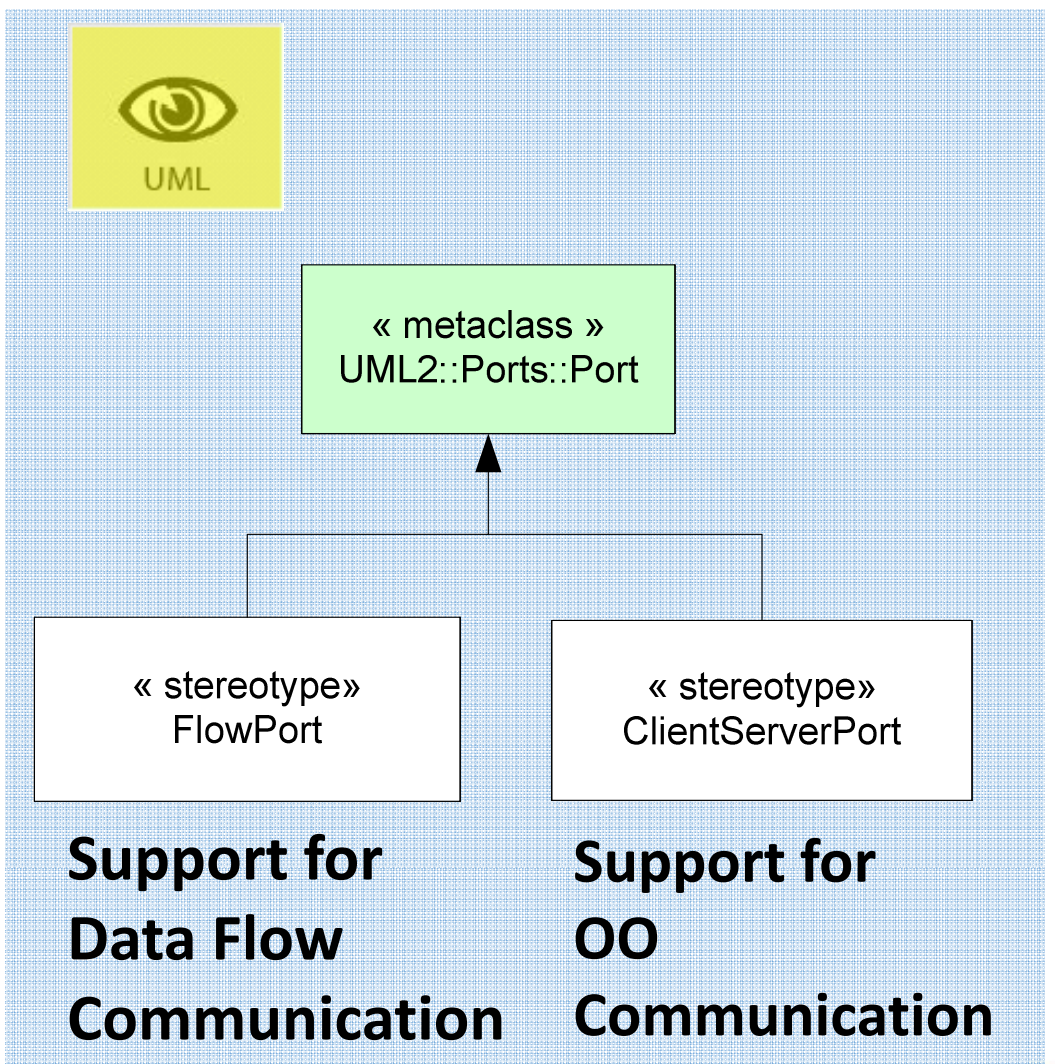 UML
« metaclass »
UML2::Ports::Port
« stereotype»
FlowPort
« stereotype»
ClientServerPort
Support for
Data Flow
Communication
Support for
OO
Communication